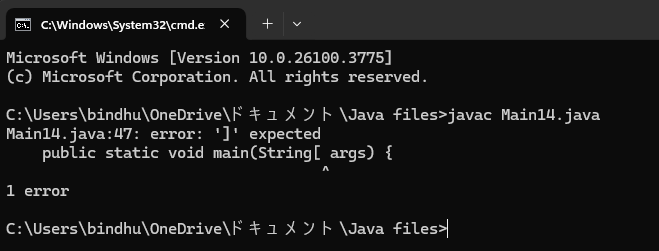 C:\Windows\System32\cmd.e
Microsoft Windows [Version 10.0.26100.3775]
(c) Microsoft Corporation. All rights reserved.
C:\Users\bindhu\OneDrive\ドキュメント\Java files>javac Main14.java
Main14.java:47: error: ']' expected
    public static void main(String[ args) {
                                    ^
1 error
C:\Users\bindhu\OneDrive\ドキュメント\Java files>